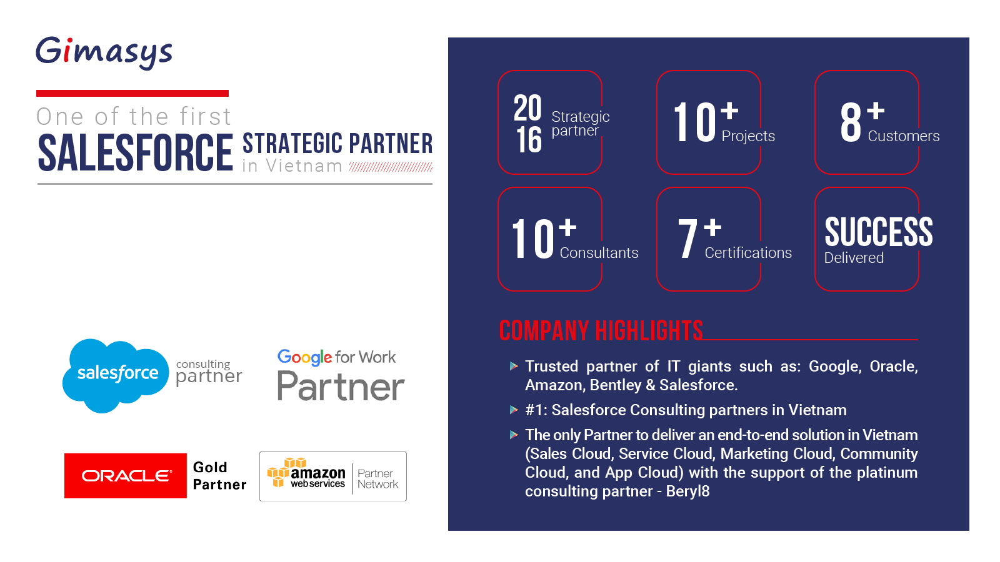 Gimasys
One of the first
SALESFORCE
STRATEGIC PARTNER
in Vietnam
salesforce
consulting
partner
Google for Work
Partner
ORACLE®
Gold
Partner
amazon
web services
Partner
Network
20
16
Strategic
partner
10+
Projects
8+
Customers
10+
Consultants
7+
Certifications
SUCCESS
Delivered
COMPANY HIGHLIGHTS
Trusted partner of IT giants such as: Google, Oracle,
Amazon, Bentley & Salesforce.
#1: Salesforce Consulting partners in Vietnam
The only Partner to deliver an end-to-end solution in Vietnam
(Sales Cloud, Service Cloud, Marketing Cloud, Community
Cloud, and App Cloud) with the support of the platinum
consulting partner - Beryl8